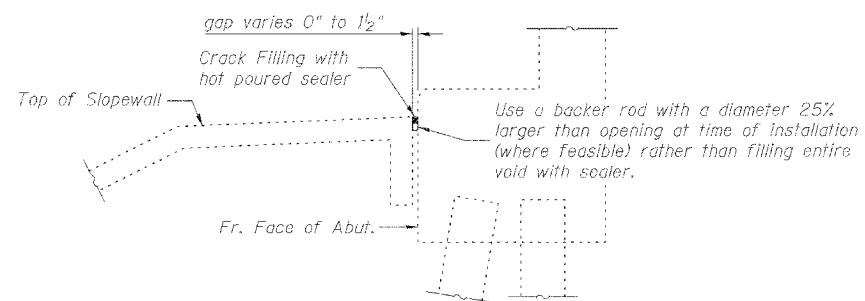 gap varies 0" to 1½"
Crack Filling with
hot poured sealer
Top of Slopewall
Use a backer rod with a diameter 25%
larger than opening at time of installation
(where feasible) rather than filling entire
void with sealer.
Fr. Face of Abut.